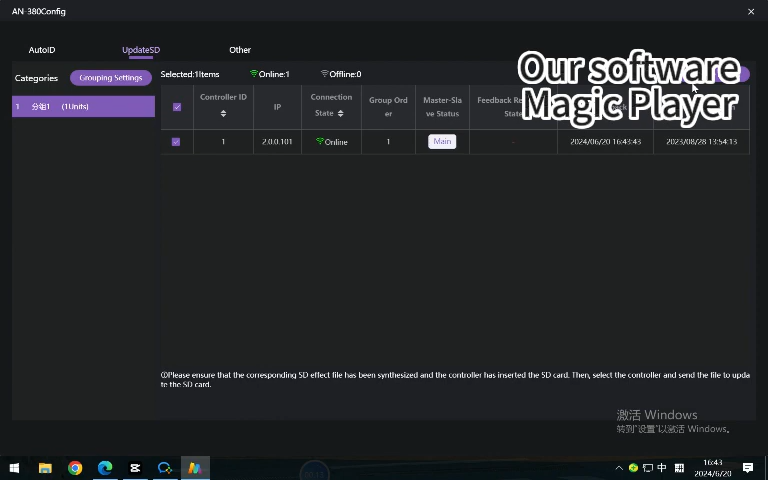 AN-380Config
AutoID UpdateSD Other
Categories Grouping Settings Selected:1Items Online:1 Offline:0
Our software
Magic Player
Controller ID IP Connection State Group Order Master-Slave Status Feedback
1 分组1 (1Units)
1 2.0.0.101 Online 1 Main - 2024/06/20 16:43:43 2023/08/28 13:54:13
ⓘPlease ensure that the corresponding SD effect file has been synthesized and the controller has inserted the SD card. Then, select the controller and send the file to upda
te the SD card.
激活 Windows
转到"设置"以激活 Windows。
中
16:43
2024/6/20